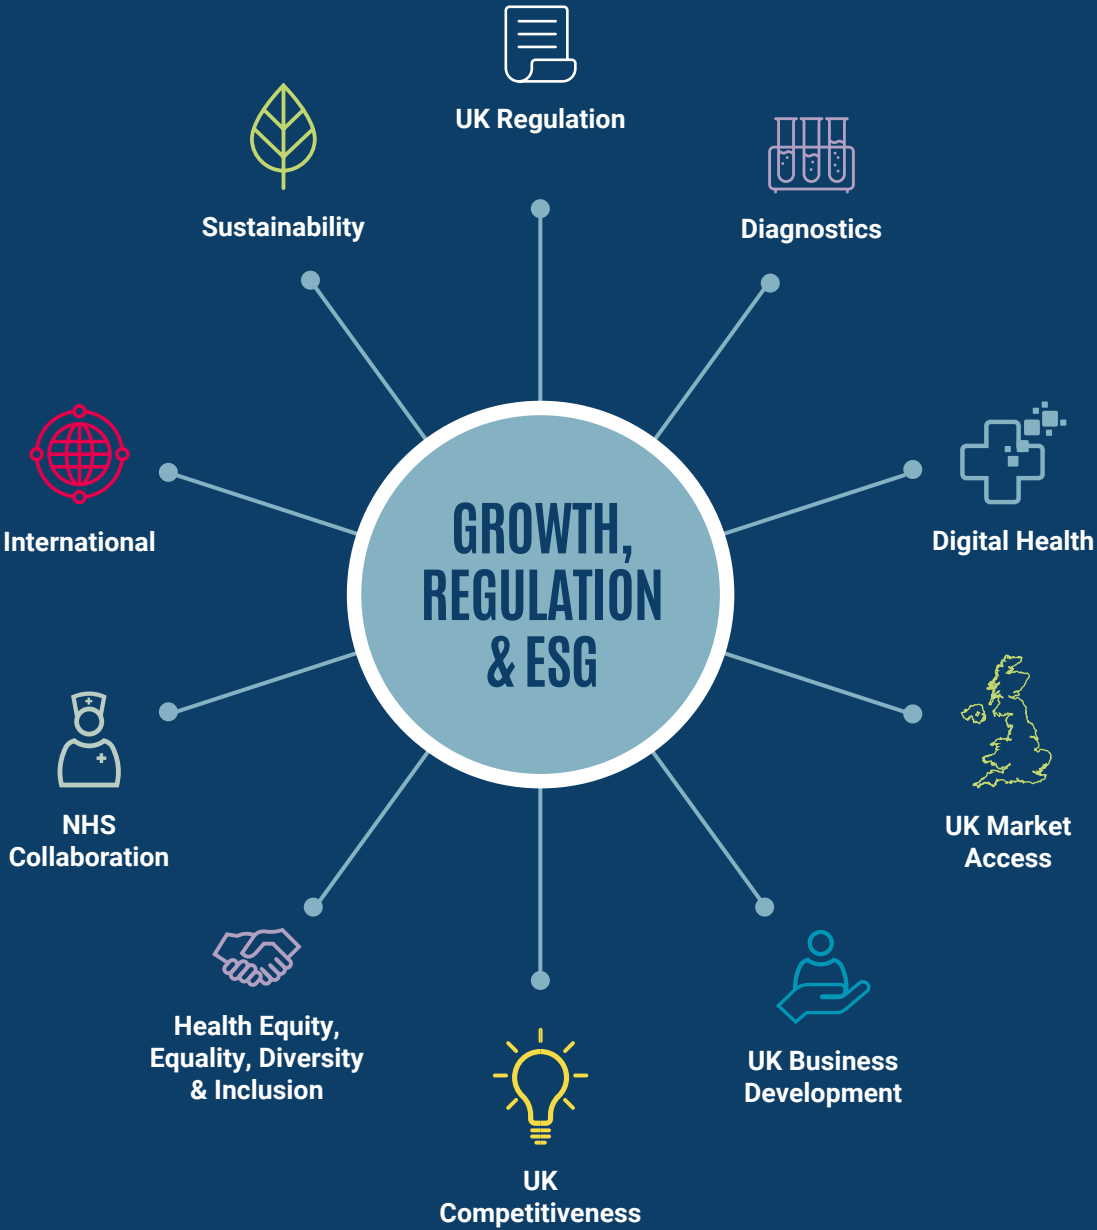 UK Regulation
Sustainability
Diagnostics
International
Digital Health
GROWTH,
REGULATION
& ESG
NHS
Collaboration
UK Market
Access
Health Equity,
Equality, Diversity
& Inclusion
UK Business
Development
UK
Competitiveness